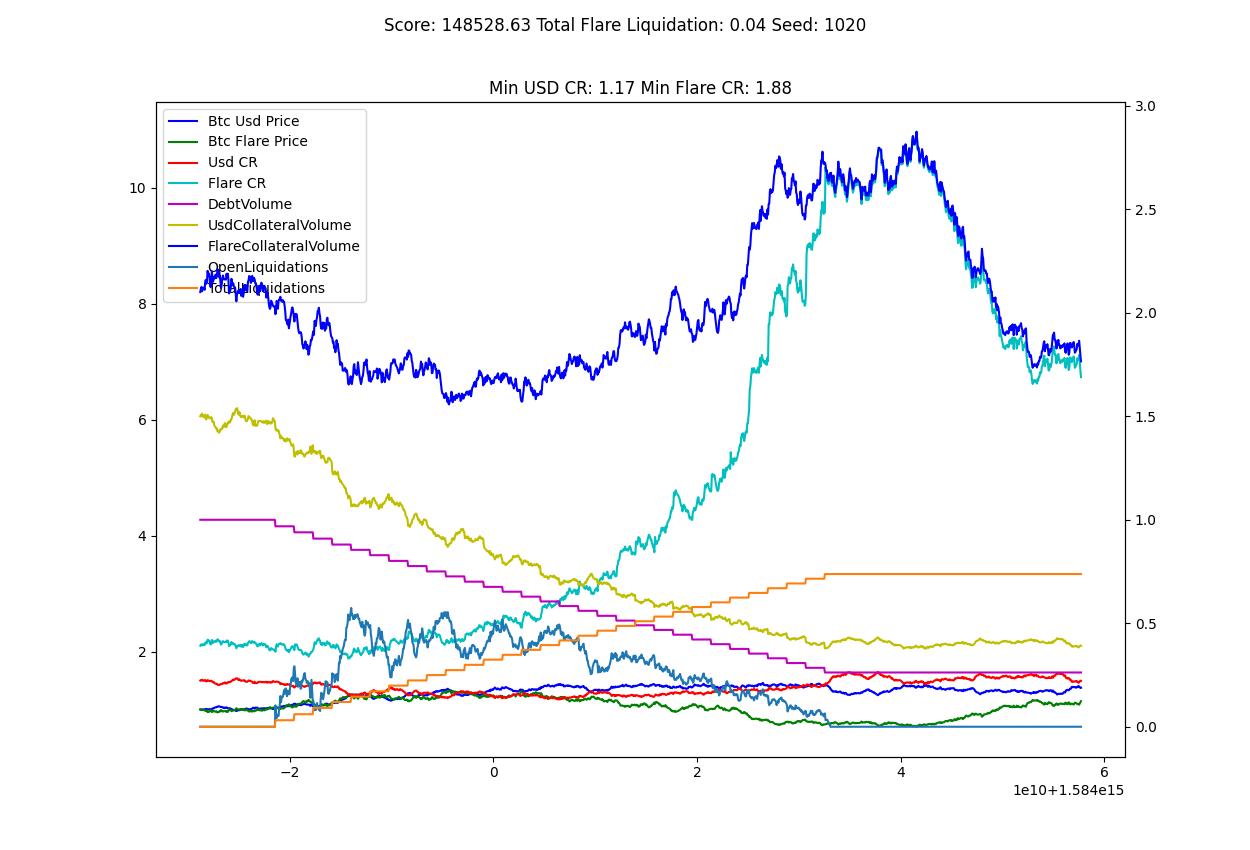 Score: 148528.63 Total Flare Liquidation: 0.04 Seed: 1020
Min USD CR: 1.17 Min Flare CR: 1.88
Btc Usd Price
Btc Flare Price
Usd CR
Flare CR
DebtVolume
UsdCollateralVolume
FlareCollateralVolume
OpenLiquidations
TotalLiquidations
10
8
6
4
2
3.0
2.5
2.0
1.5
1.0
0.5
0.0
−2 0 2 4 6
1e10+1.584e15